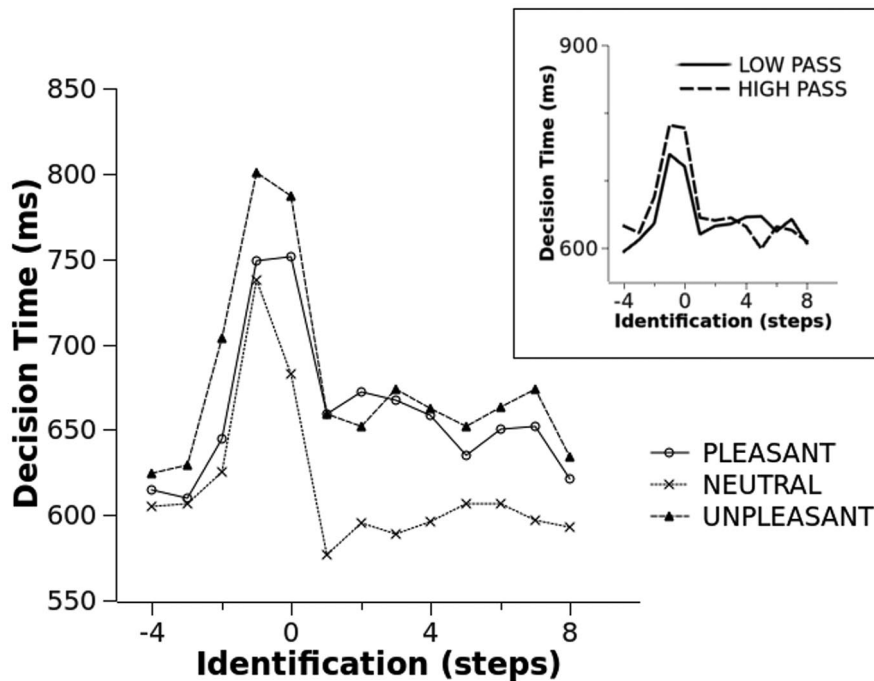 850
800
750
700
650
600
550
Decision Time (ms)
-4 0 4 8
Identification (steps)
PLEASANT
NEUTRAL
UNPLEASANT
900
600
Decision Time (ms)
LOW PASS
HIGH PASS
-4 0 4 8
Identification (steps)